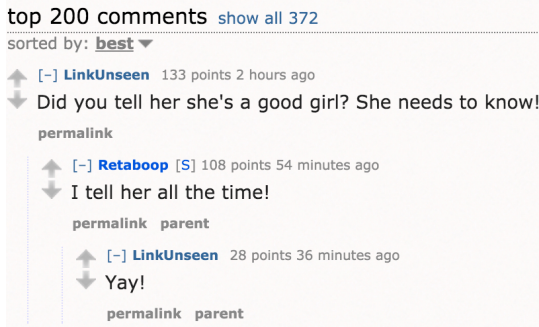 top 200 comments show all 372
sorted by: best
[–] LinkUnseen 133 points 2 hours ago
Did you tell her she's a good girl? She needs to know!
permalink
[–] Retaboop [S] 108 points 54 minutes ago
I tell her all the time!
permalink parent
[–] LinkUnseen 28 points 36 minutes ago
Yay!
permalink parent